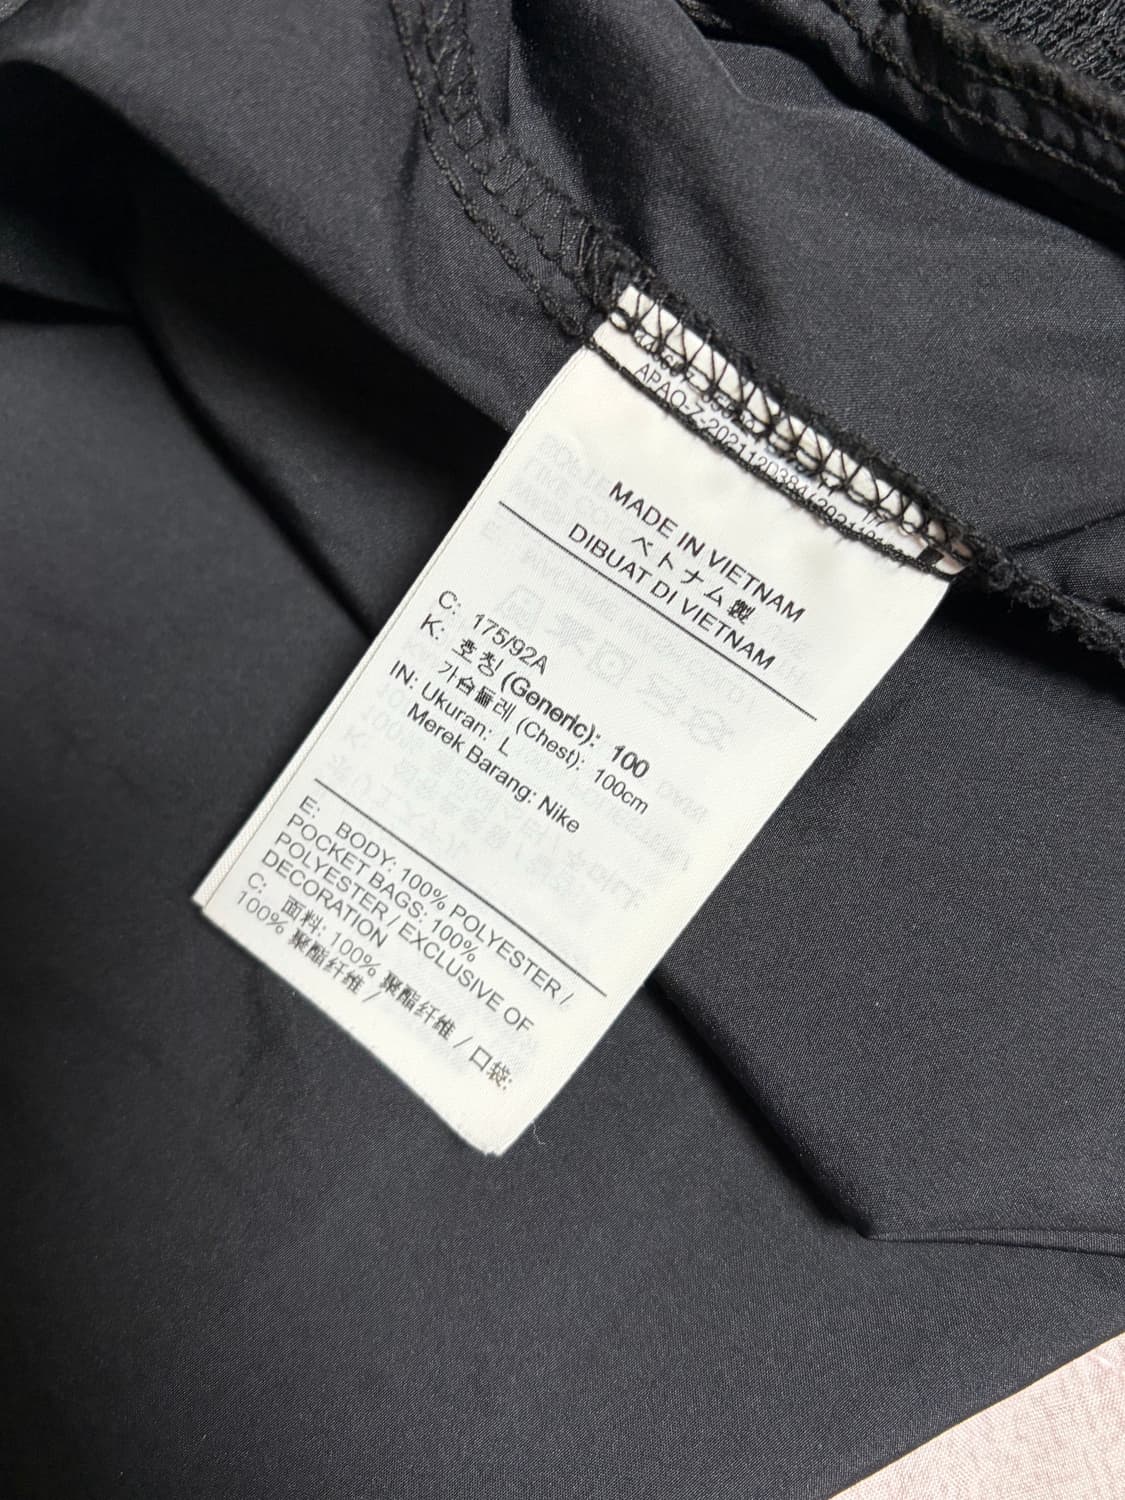 APAO-Z-202112D384
MADE IN VIETNAM
ベトナム製
DIBUAT DI VIETNAM
C: 175/92A
K: 호칭 (Generic): 100
가슴둘레 (Chest): 100cm
IN: Ukuran: L
Merek Barang: Nike
E: BODY: 100% POLYESTER /
POCKET BAGS: 100%
POLYESTER / EXCLUSIVE OF
DECORATION
C: 面料: 100% 聚酯纤维 / 口袋:
100% 聚酯纤维 /